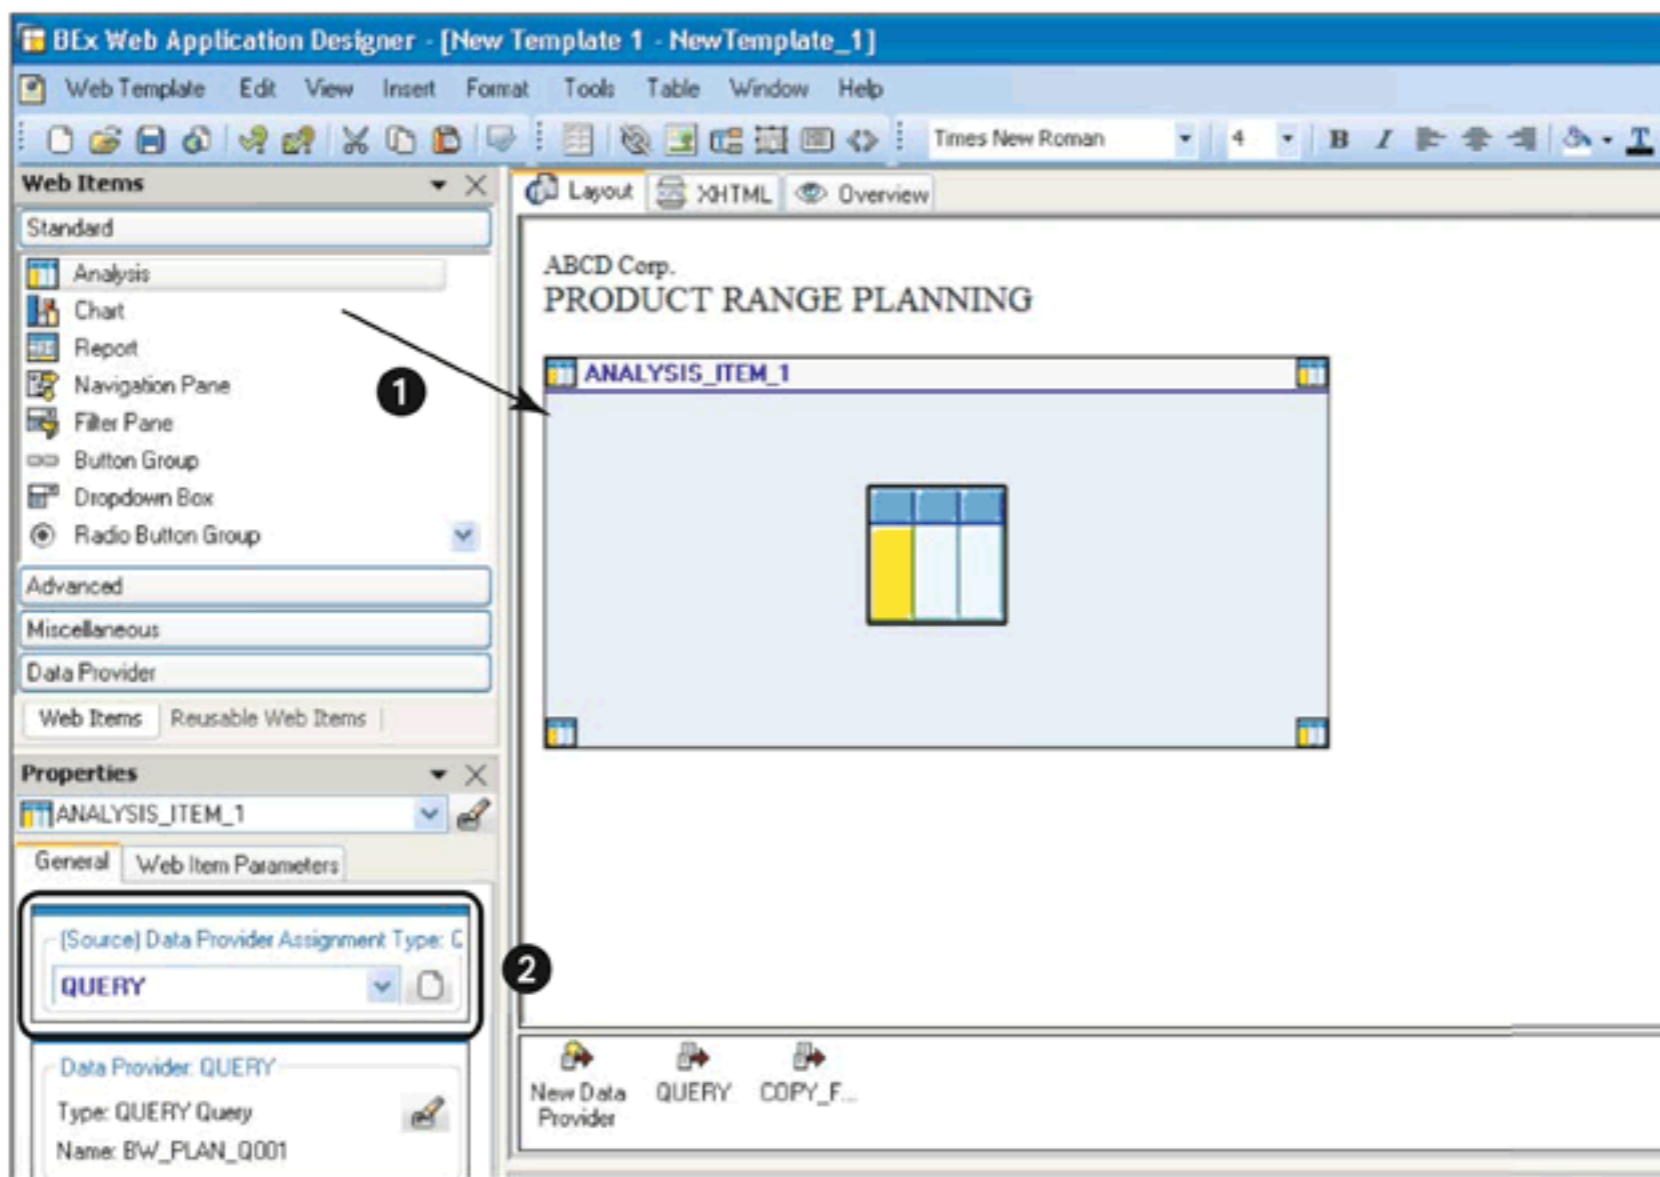 BEx Web Application Designer - [New Template 1 - NewTemplate_1]
Web Template Edit View Insert Format Tools Table Window Help
Times New Roman 4 B I T
Web Items
Standard
Analysis
Chart
Report
Navigation Pane
Filter Pane
Button Group
Dropdown Box
Radio Button Group
Advanced
Miscellaneous
Data Provider
Web Items Reusable Web Items
1
Layout XHTML Overview
ABCD Corp.
PRODUCT RANGE PLANNING
ANALYSIS_ITEM_1
Properties
ANALYSIS_ITEM_1
General Web Item Parameters
(Source) Data Provider Assignment Type:
QUERY
2
Data Provider: QUERY
Type: QUERY Query
Name: BW_PLAN_Q001
New Data
Provider
QUERY
COPY_F...